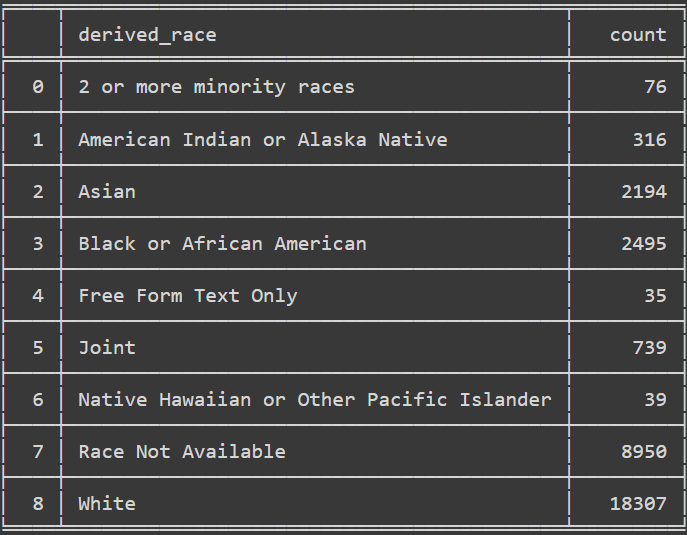 derived_race count
0 2 or more minority races 76
1 American Indian or Alaska Native 316
2 Asian 2194
3 Black or African American 2495
4 Free Form Text Only 35
5 Joint 739
6 Native Hawaiian or Other Pacific Islander 39
7 Race Not Available 8950
8 White 18307